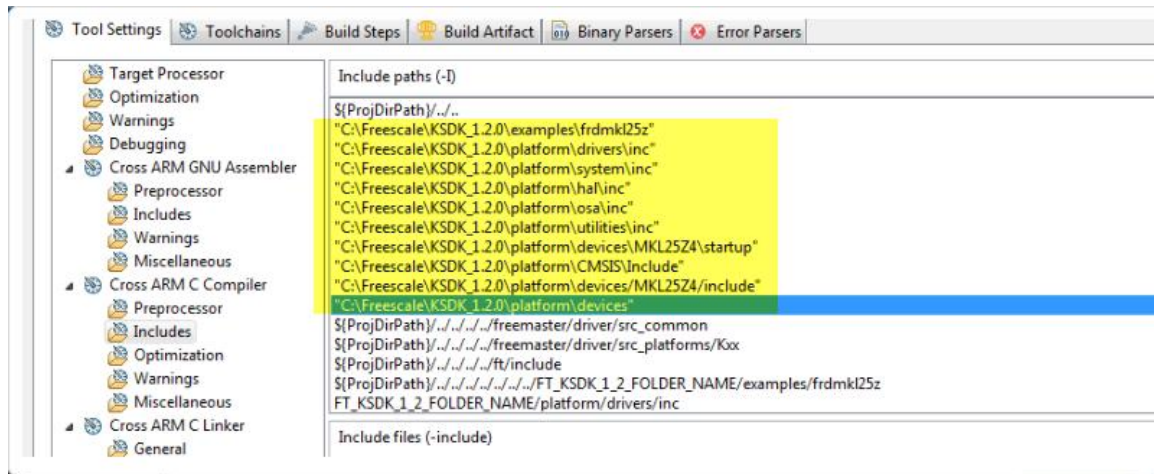 Tool Settings Toolchains Build Steps Build Artifact Binary Parsers Error Parsers
Target Processor
Optimization
Warnings
Debugging
Cross ARM GNU Assembler
Preprocessor
Includes
Warnings
Miscellaneous
Cross ARM C Compiler
Preprocessor
Includes
Optimization
Warnings
Miscellaneous
Cross ARM C Linker
General
Include paths (-I)
${ProjDirPath}/../..
"C:\Freescale\KSDK_1.2.0\examples\frdmkl25z"
"C:\Freescale\KSDK_1.2.0\platform\drivers\inc"
"C:\Freescale\KSDK_1.2.0\platform\system\inc"
"C:\Freescale\KSDK_1.2.0\platform\hal\inc"
"C:\Freescale\KSDK_1.2.0\platform\osa\inc"
"C:\Freescale\KSDK_1.2.0\platform\utilities\inc"
"C:\Freescale\KSDK_1.2.0\platform\devices\MKL25Z4\startup"
"C:\Freescale\KSDK_1.2.0\platform\CMSIS\Include"
"C:\Freescale\KSDK_1.2.0\platform\devices/MKL25Z4/include"
"C:\Freescale\KSDK_1.2.0\platform\devices"
${ProjDirPath}/../../../../freemaster/driver/src_common
${ProjDirPath}/../../../../freemaster/driver/src_platforms/Kxx
${ProjDirPath}/../../../../ft/include
${ProjDirPath}/../../../../../../../FT_KSDK_1_2_FOLDER_NAME/examples/frdmkl25z
FT_KSDK_1_2_FOLDER_NAME/platform/drivers/inc
Include files (-include)